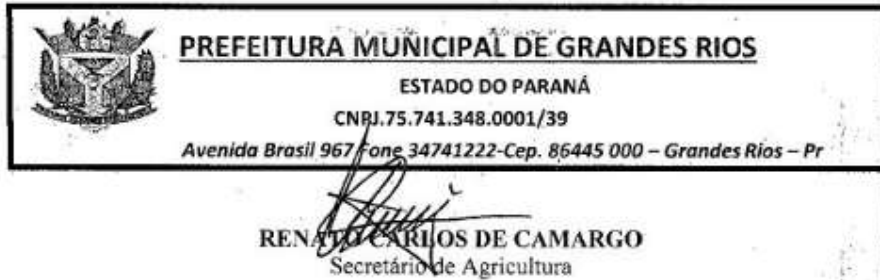 PREFEITURA MUNICIPAL DE GRANDES RIOS
ESTADO DO PARANÁ
CNPJ.75.741.348.0001/39
Avenida Brasil 967 Fone 34741222-Cep. 86445 000 – Grandes Rios – Pr
RENATO CARLOS DE CAMARGO
Secretário de Agricultura